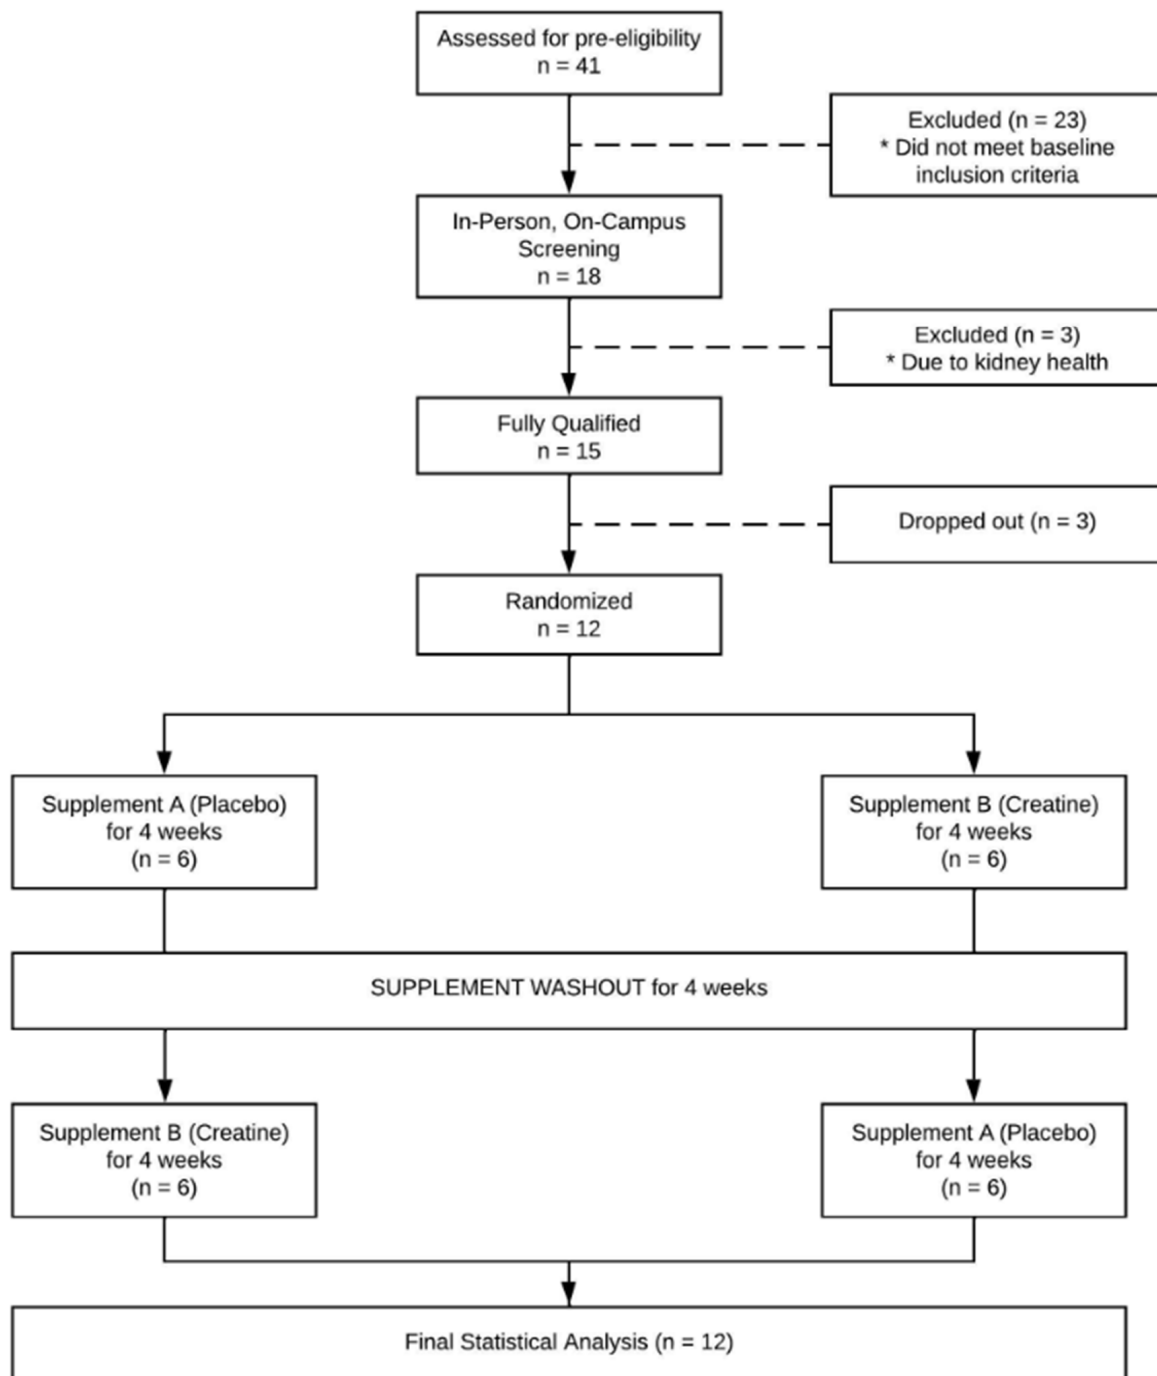 Assessed for pre-eligibility
n = 41
Excluded (n = 23)
* Did not meet baseline
inclusion criteria
In-Person, On-Campus
Screening
n = 18
Excluded (n = 3)
* Due to kidney health
Fully Qualified
n = 15
Dropped out (n = 3)
Randomized
n = 12
Supplement A (Placebo)
for 4 weeks
(n = 6)
Supplement B (Creatine)
for 4 weeks
(n = 6)
SUPPLEMENT WASHOUT for 4 weeks
Supplement B (Creatine)
for 4 weeks
(n = 6)
Supplement A (Placebo)
for 4 weeks
(n = 6)
Final Statistical Analysis (n = 12)